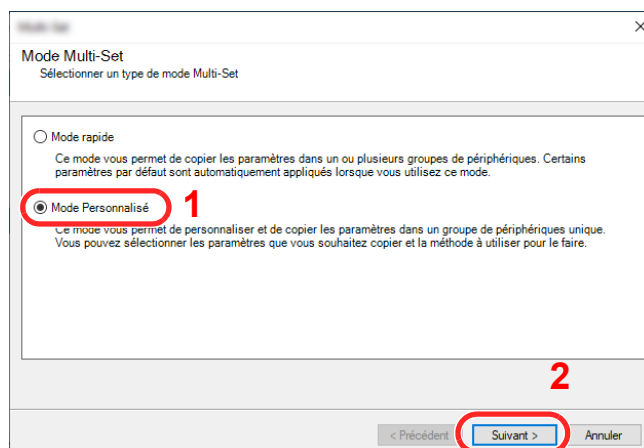 Mode Multi-Set
Sélectionner un type de mode Multi-Set
Mode rapide
Ce mode vous permet de copier les paramètres dans un ou plusieurs groupes de périphériques. Certains
paramètres par défaut sont automatiquement appliqués lorsque vous utilisez ce mode.
Mode Personnalisé
1
Ce mode vous permet de personnaliser et de copier les paramètres dans un groupe de périphériques unique.
Vous pouvez sélectionner les paramètres que vous souhaitez copier et la méthode à utiliser pour le faire.
2
< Précédent Suivant > Annuler